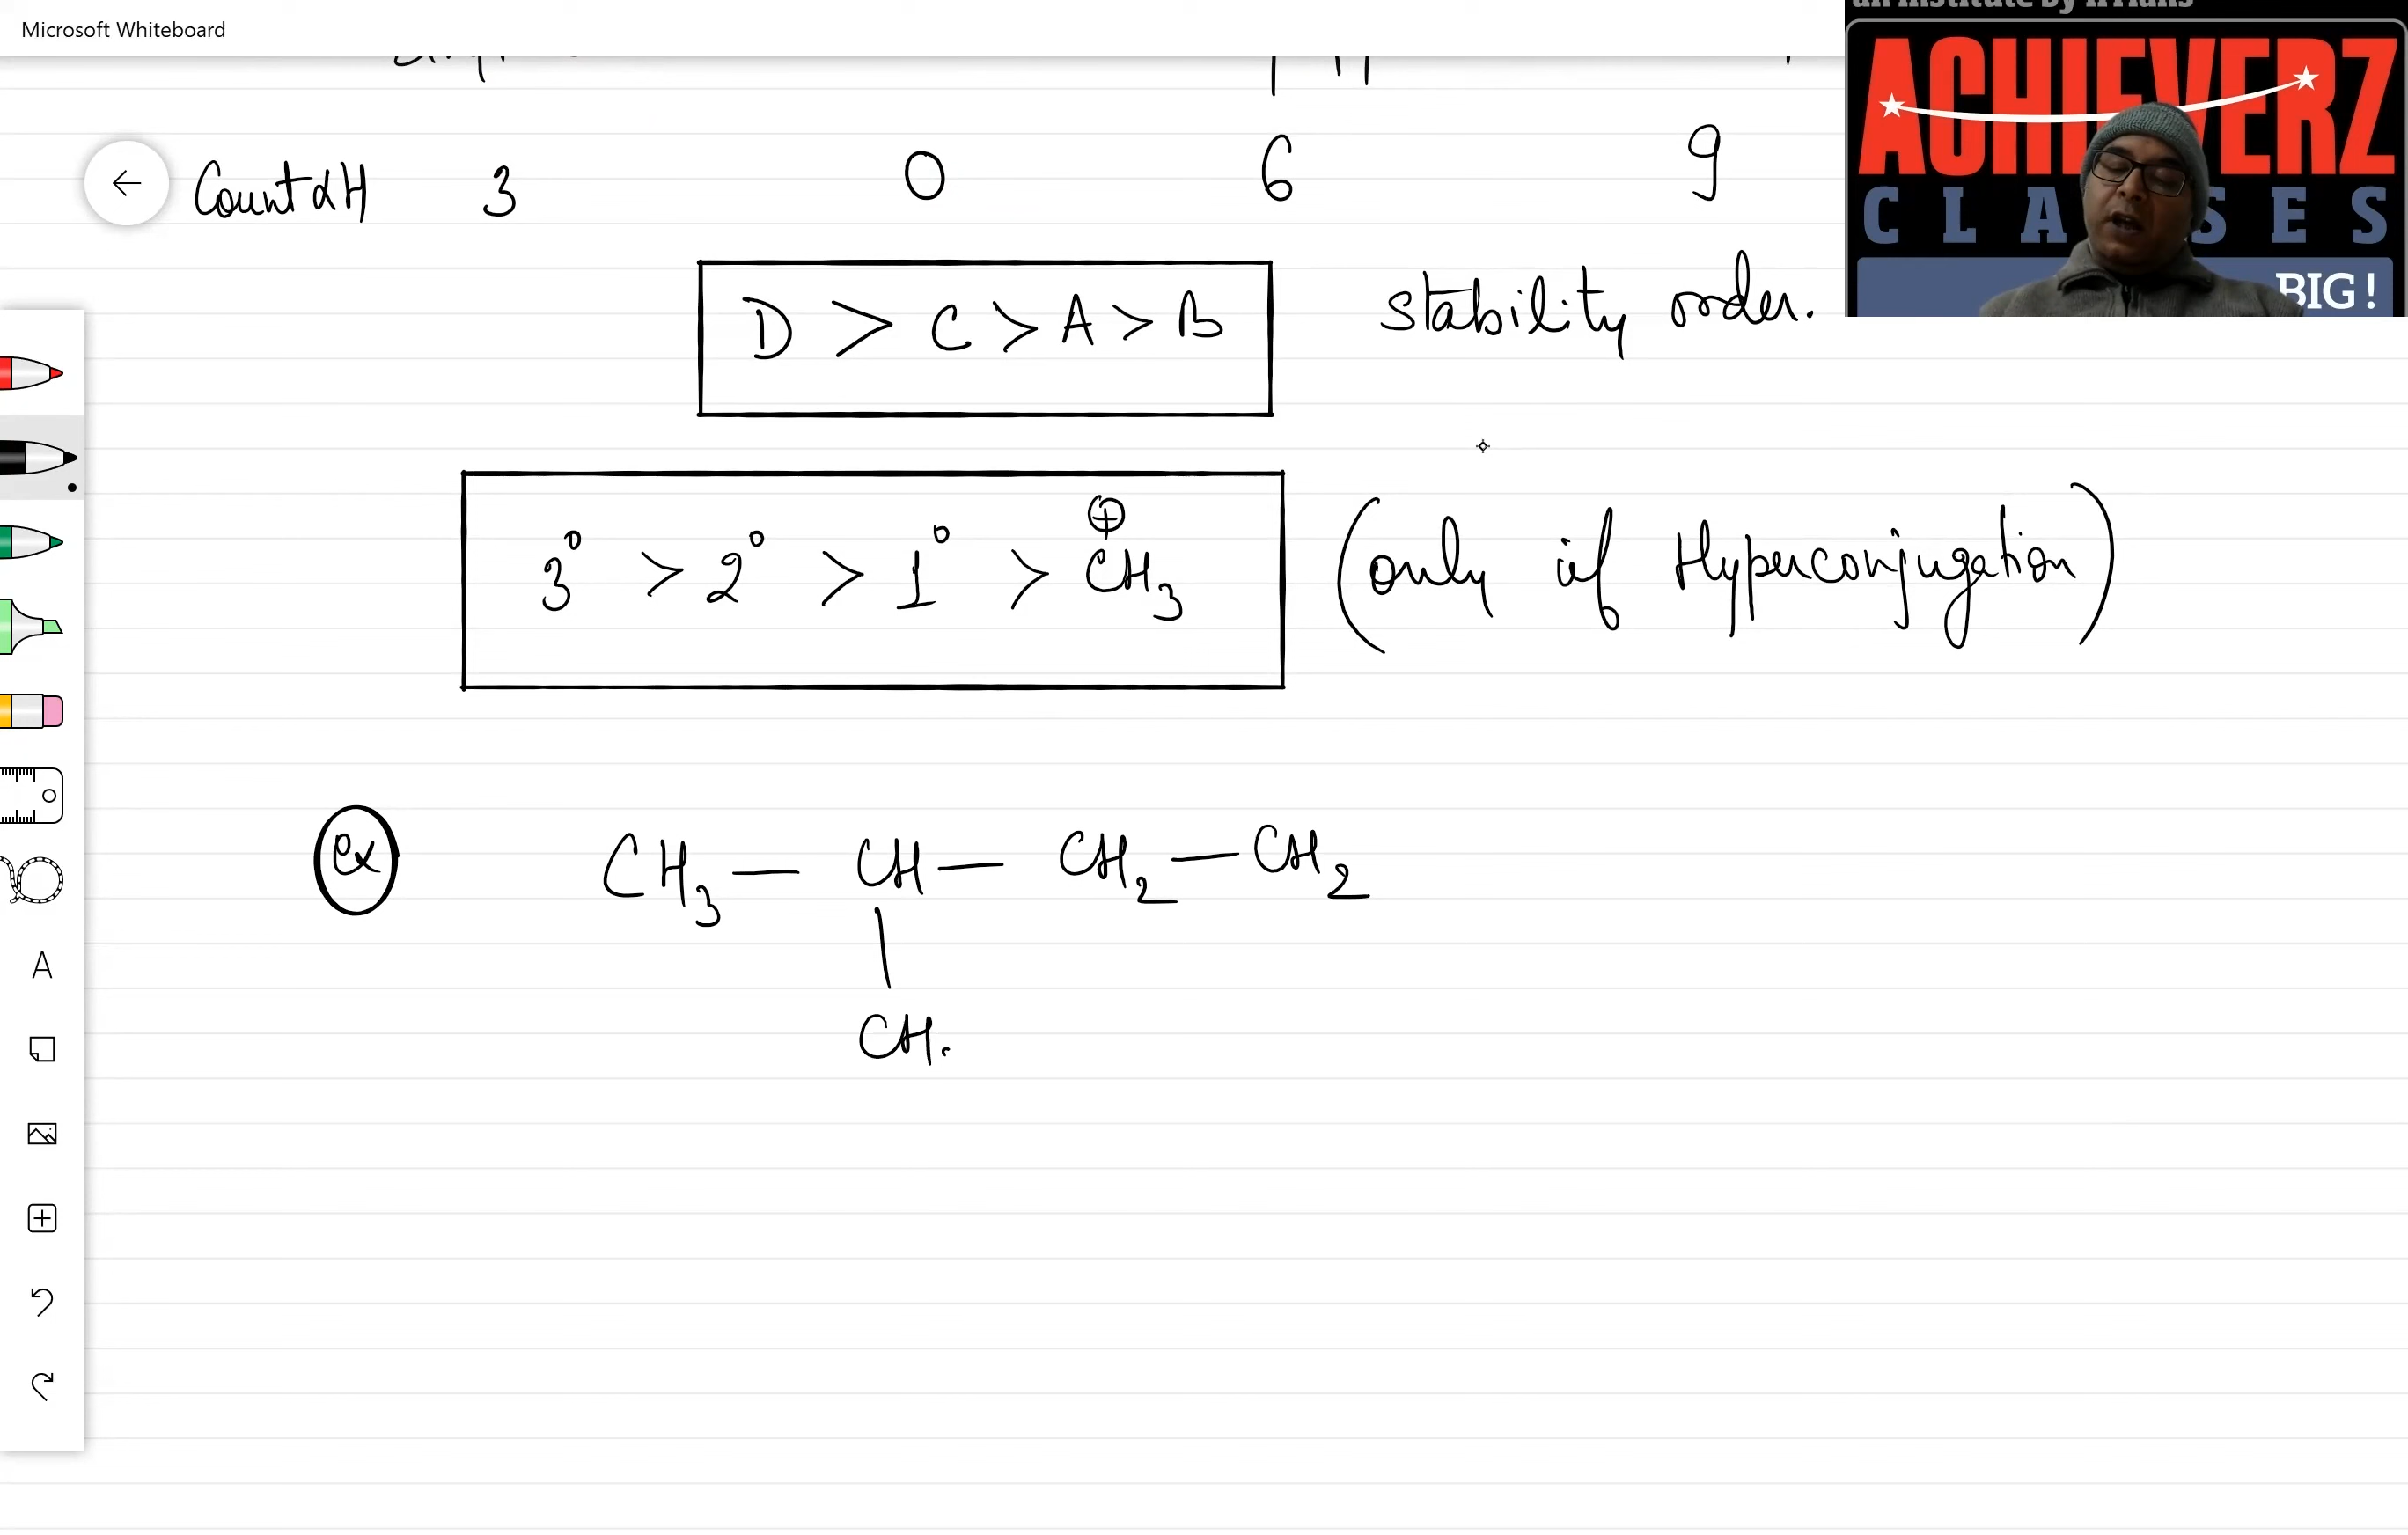 Microsoft Whiteboard
ACHIEVERZ
CLASSES
BIG!
Count αH 3 0 6 9
D > C > A > B stability order.
3° > 2° > 1° > ⊕CH₃ (only if Hyperconjugation)
ex CH₃ — CH — CH₂ — CH₂
|
CH.
A